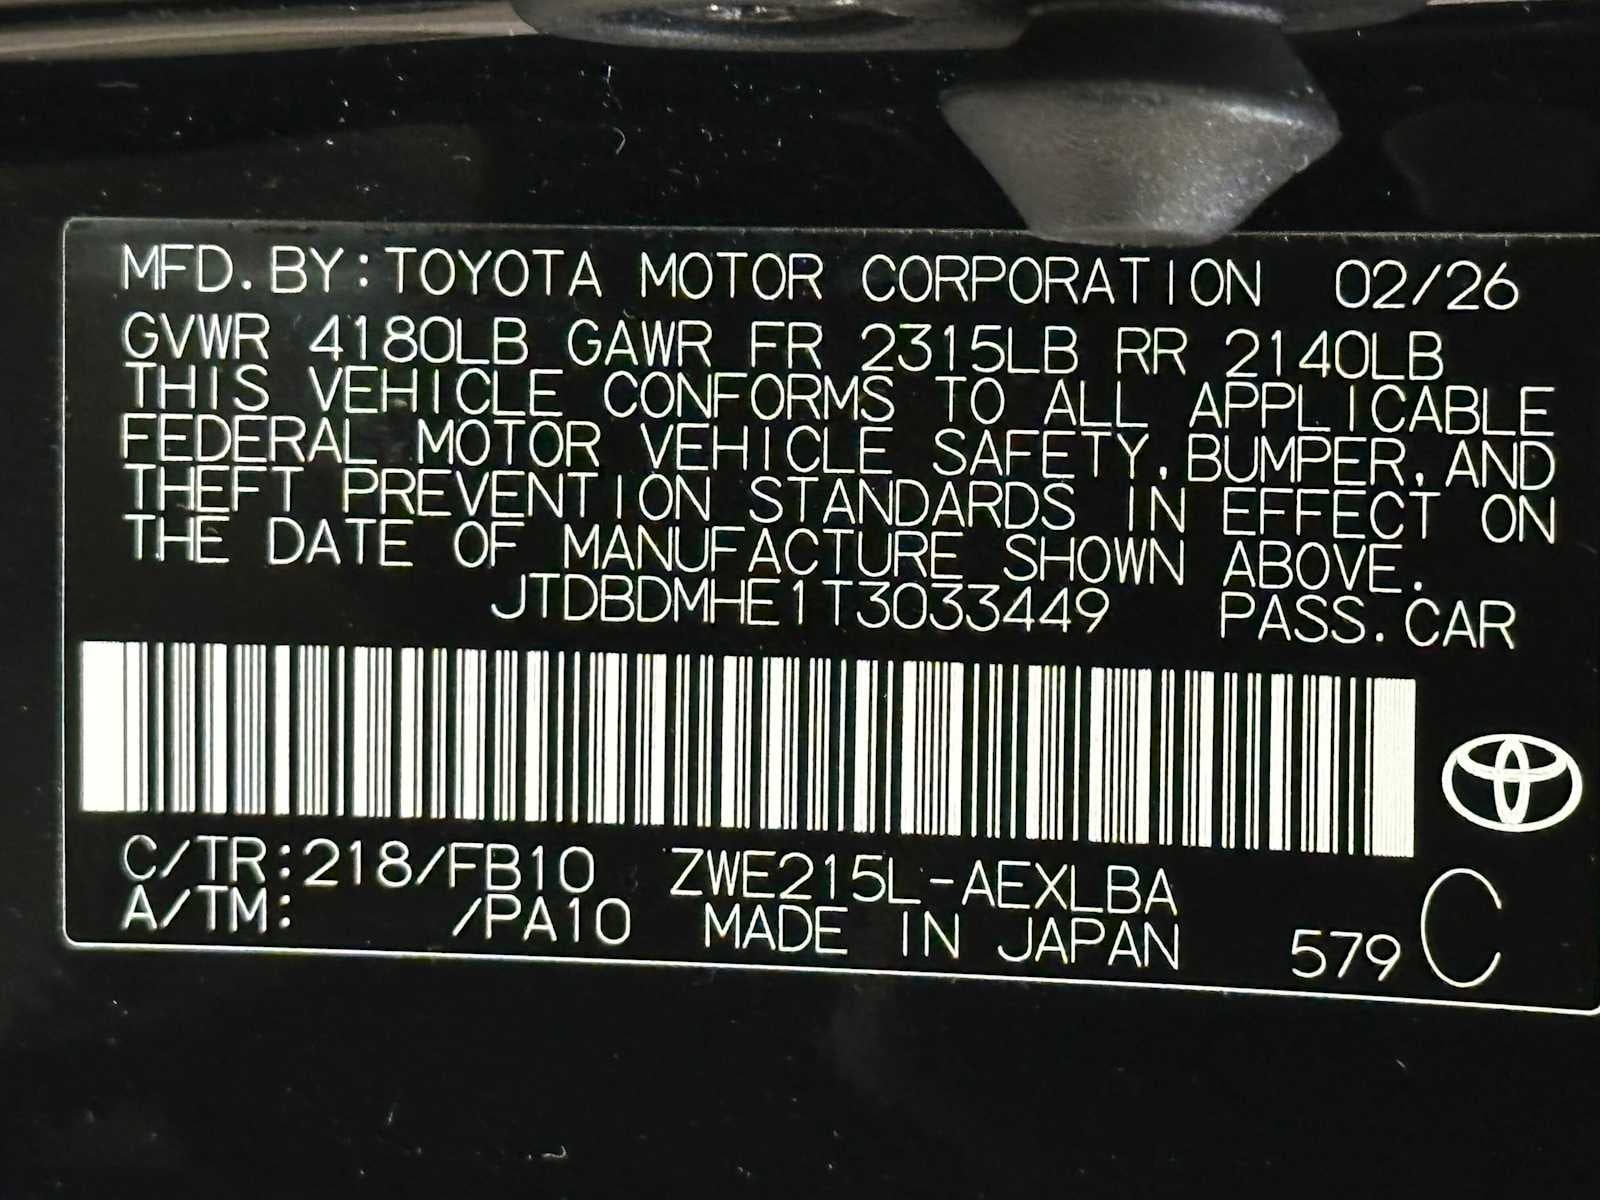 MFD.BY:TOYOTA MOTOR CORPORATION 02/26
GVWR 4180LB GAWR FR 2315LB RR 2140LB
THIS VEHICLE CONFORMS TO ALL APPLICABLE
FEDERAL MOTOR VEHICLE SAFETY,BUMPER,AND
THEFT PREVENTION STANDARDS IN EFFECT ON
THE DATE OF MANUFACTURE SHOWN ABOVE.
JTDBDMHE1T3033449 PASS.CAR
C/TR:218/FB10 ZWE215L-AEXLBA
A/TM: /PA10 MADE IN JAPAN 579 C